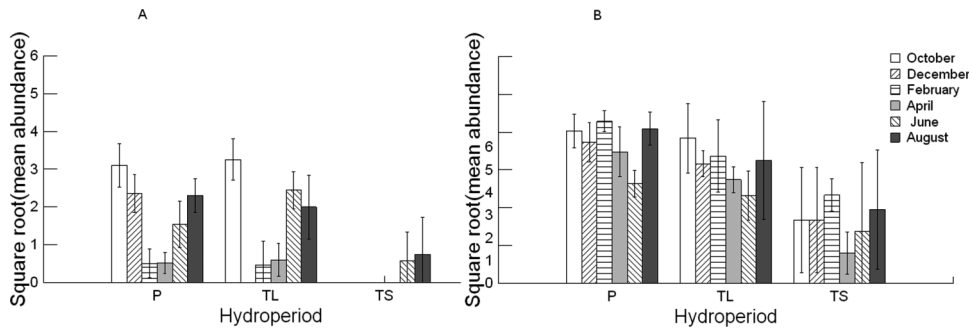 A
Square root(mean abundance)
6
5
4
3
2
1
0
P
TL
TS
Hydroperiod
B
Square root(mean abundance)
6
5
4
3
2
1
0
P
TL
TS
Hydroperiod
October
December
February
April
June
August